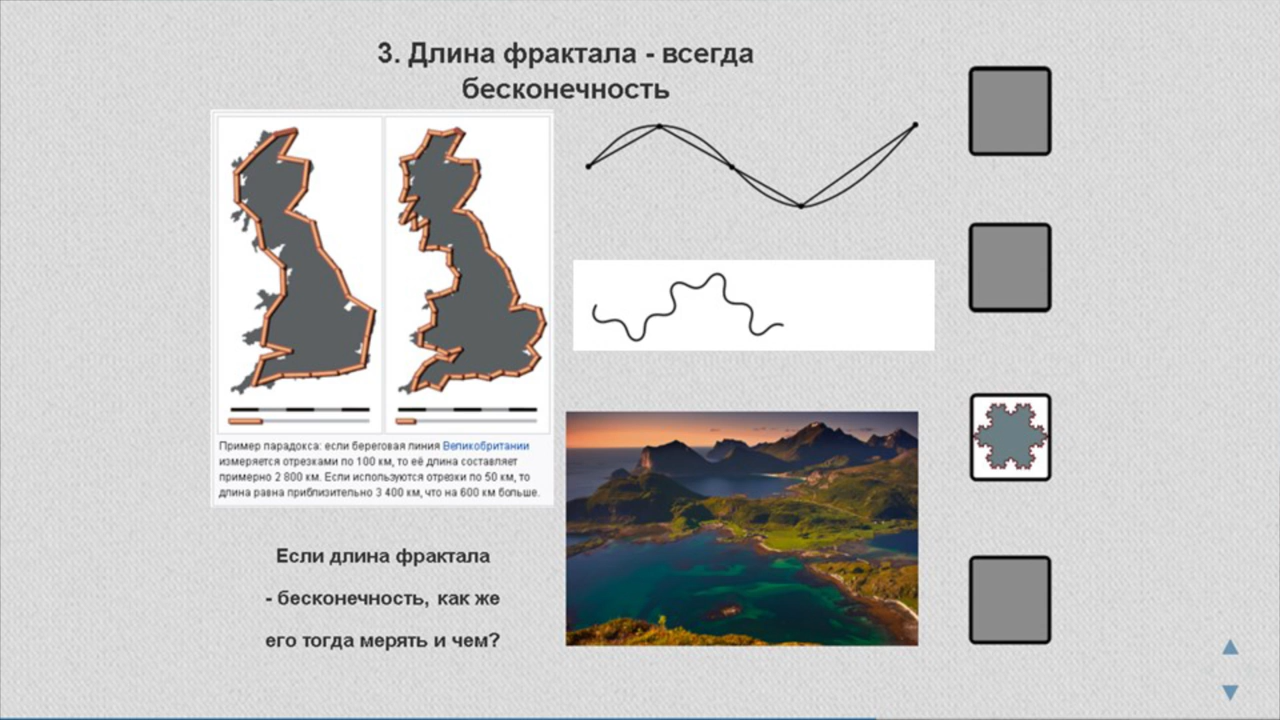 3. Длина фрактала - всегда
бесконечность
Пример парадокса: если береговая линия Великобритании
измеряется отрезками по 100 км, то её длина составляет
примерно 2 800 км. Если используются отрезки по 50 км, то
длина равна приблизительно 3 400 км, что на 600 км больше.
Если длина фрактала
- бесконечность, как же
его тогда мерять и чем?